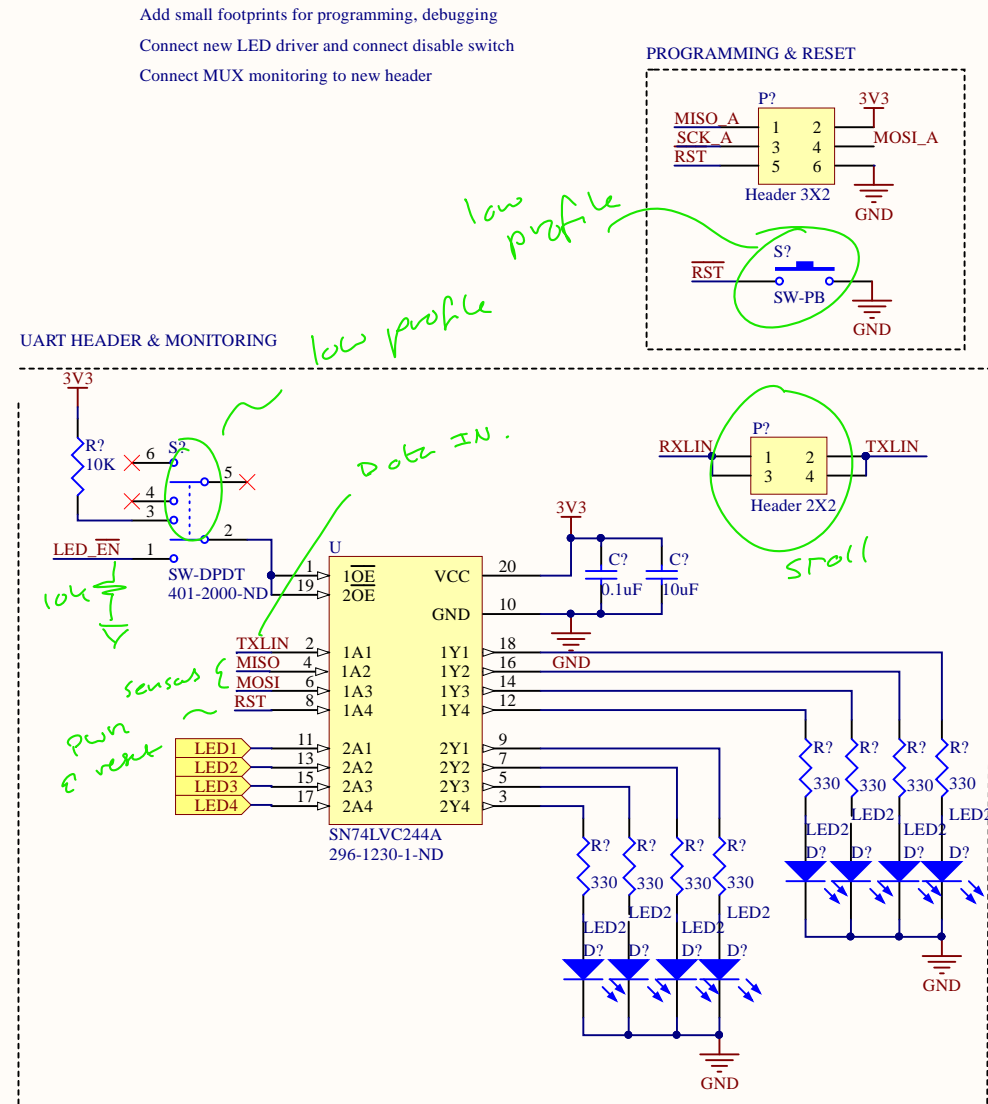 Add small footprints for programming, debugging
Connect new LED driver and connect disable switch
Connect MUX monitoring to new header
PROGRAMMING & RESET
P?
3V3
MISO_A 1 2
SCK_A 3 4 MOSI_A
RST 5 6
Header 3X2
GND
low
profile
S?
RST
SW-PB
GND
low profile
UART HEADER & MONITORING
3V3
R?
10K
6 S?
5
4
3
2
LED_EN 1
SW-DPDT
401-2000-ND
10k
Data IN.
P?
RXLIN 1 2 TXLIN
3 4
Header 2X2
small
3V3
C?
0.1uF
C?
10uF
GND
U
1 1OE VCC 20
19 2OE
GND 10
TXLIN 2 1A1 1Y1 18
MISO 4 1A2 1Y2 16
MOSI 6 1A3 1Y3 14
RST 8 1A4 1Y4 12
LED1 11 2A1 2Y1 9
LED2 13 2A2 2Y2 7
LED3 15 2A3 2Y3 5
LED4 17 2A4 2Y4 3
SN74LVC244A
296-1230-1-ND
& reset
R? R? R? R?
330 330 330 330
LED2 LED2 LED2 LED2
D? D? D? D?
GND
R? R? R? R?
330 330 330 330
LED2 LED2 LED2 LED2
D? D? D? D?
GND